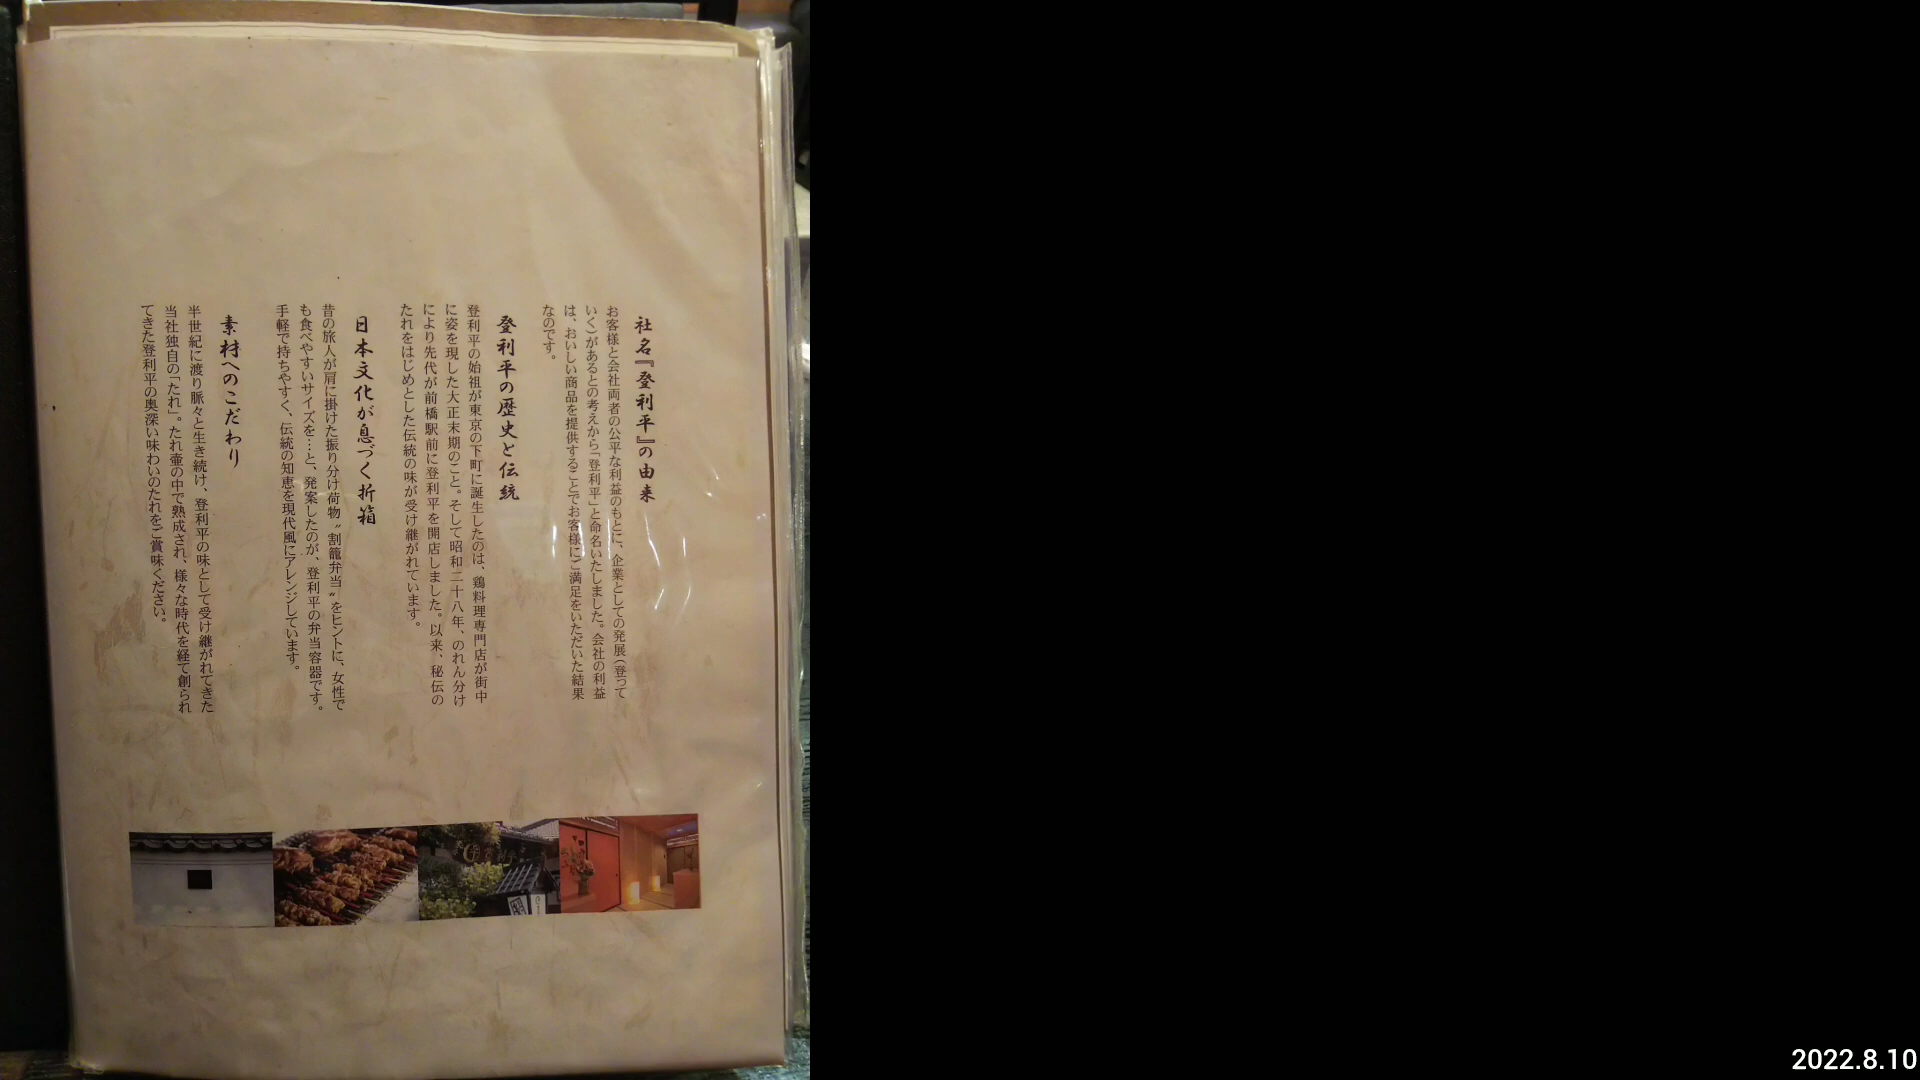 社名『登利平』の由来
お客様と会社両者の公平な利益のもとに、企業としての発展（登って
いく）があるとの考えから「登利平」と命名いたしました。会社の利益
は、おいしい商品を提供することでお客様にご満足をいただいた結果
なのです。
登利平の歴史と伝統
登利平の始祖が東京の下町に誕生したのは、鶏料理専門店が街中
に姿を現した大正末期のこと。そして昭和二十八年、のれん分け
により先代が前橋駅前に登利平を開店しました。以来、秘伝の
たれをはじめとした伝統の味が受け継がれています。
日本文化が息づく折箱
昔の旅人が肩に掛けた振り分け荷物〝割籠弁当〟をヒントに、女性で
も食べやすいサイズを…と、発案したのが、登利平の弁当容器です。
手軽で持ちやすく、伝統の知恵を現代風にアレンジしています。
素材へのこだわり
半世紀に渡り脈々と生き続け、登利平の味として受け継がれてきた
当社独自の「たれ」。たれ壷の中で熟成され、様々な時代を経て創られ
てきた登利平の奥深い味わいのたれをご賞味ください。
2022.8.10